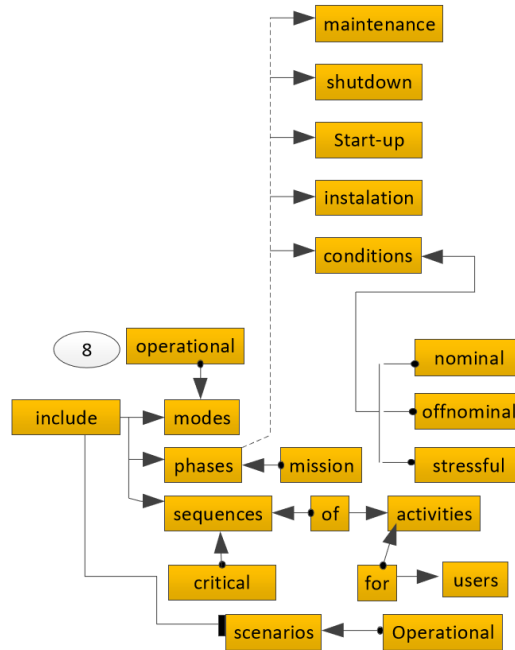 maintenance
shutdown
Start-up
instalation
conditions
8
operational
nominal
include
modes
offnominal
phases
mission
stressful
sequences
of
activities
critical
for
users
scenarios
Operational